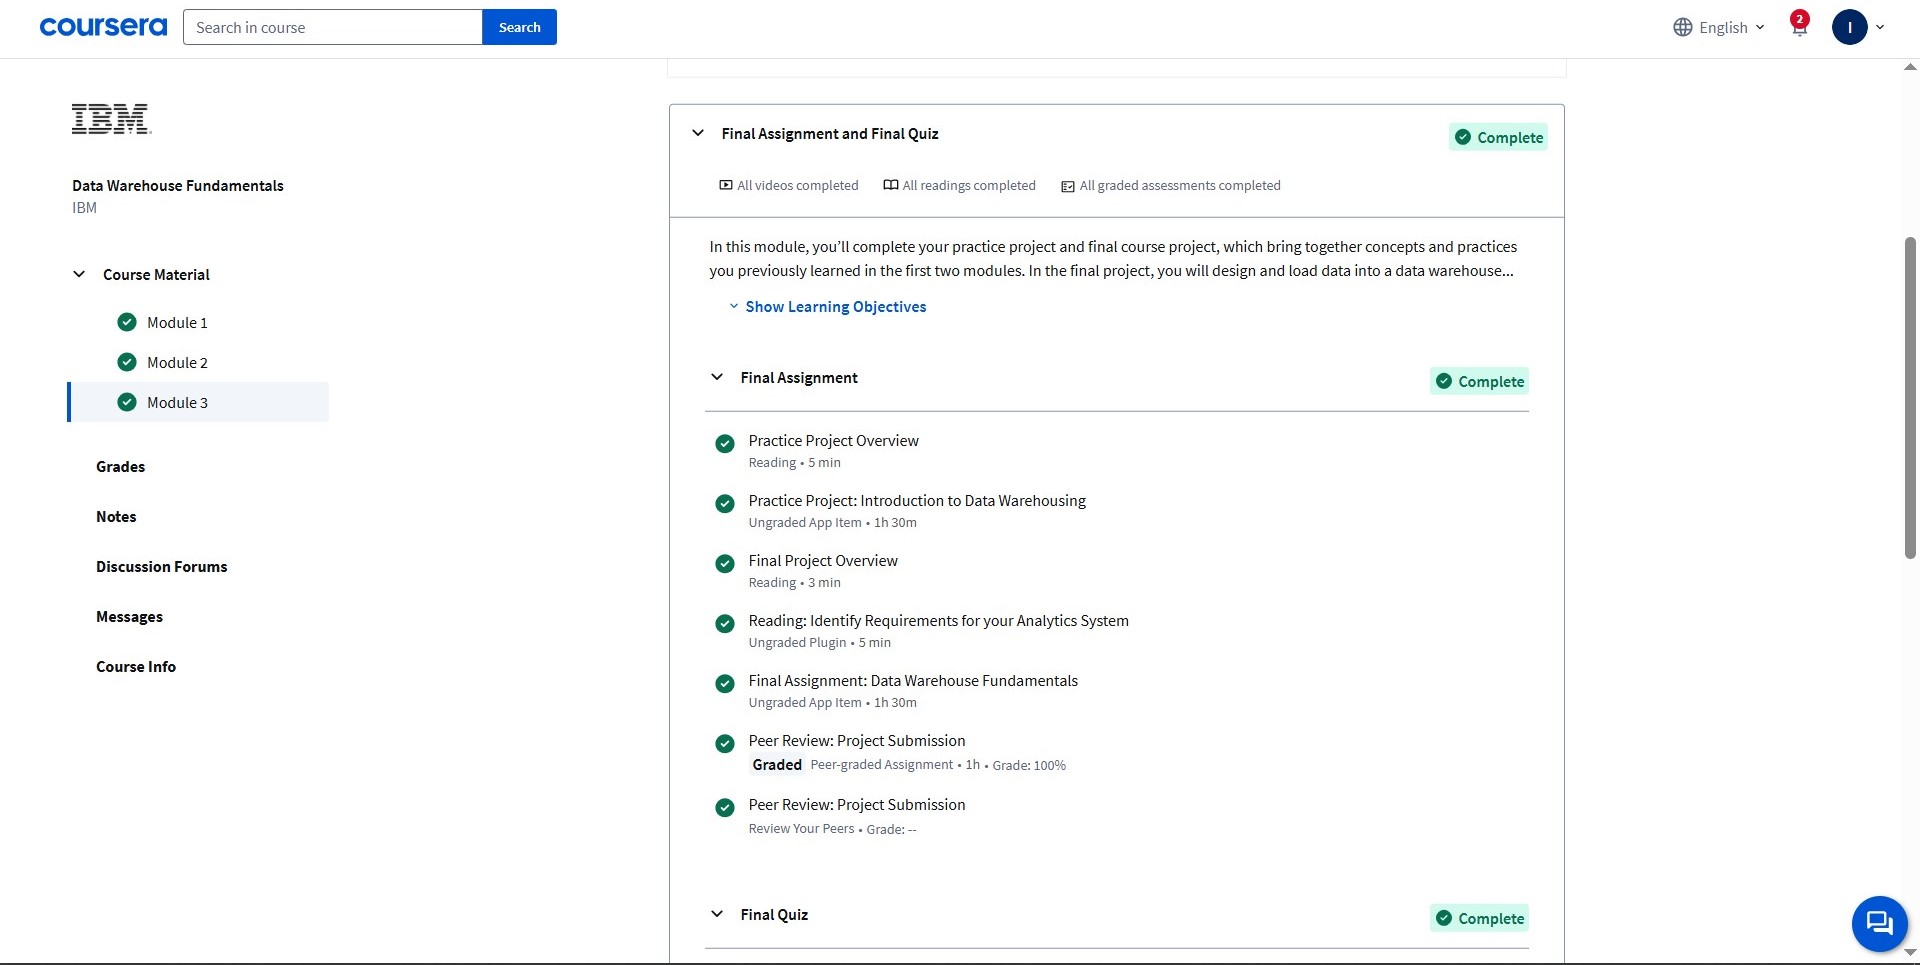 coursera
Search in course
Search
English
2
I
IBM
Data Warehouse Fundamentals
IBM
Course Material
Module 1
Module 2
Module 3
Grades
Notes
Discussion Forums
Messages
Course Info
Final Assignment and Final Quiz
Complete
All videos completed
All readings completed
All graded assessments completed
In this module, you’ll complete your practice project and final course project, which bring together concepts and practices
you previously learned in the first two modules. In the final project, you will design and load data into a data warehouse...
Show Learning Objectives
Final Assignment
Complete
Practice Project Overview
Reading • 5 min
Practice Project: Introduction to Data Warehousing
Ungraded App Item • 1h 30m
Final Project Overview
Reading • 3 min
Reading: Identify Requirements for your Analytics System
Ungraded Plugin • 5 min
Final Assignment: Data Warehouse Fundamentals
Ungraded App Item • 1h 30m
Peer Review: Project Submission
Graded Peer-graded Assignment • 1h • Grade: 100%
Peer Review: Project Submission
Review Your Peers • Grade: --
Final Quiz
Complete